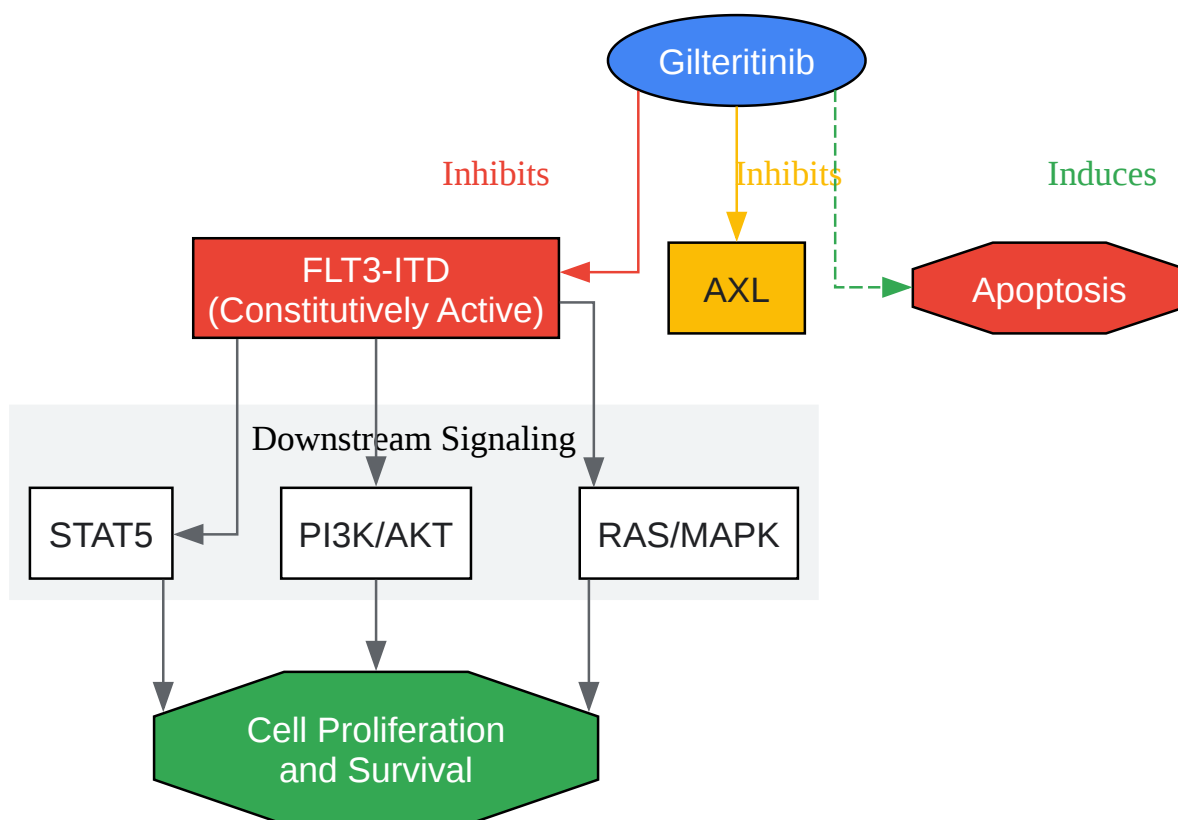 Gilteritinib
Inhibits
Inhibits
Induces
FLT3-ITD
(Constitutively Active)
AXL
Apoptosis
Downstream Signaling
STAT5
PI3K/AKT
RAS/MAPK
Cell Proliferation
and Survival